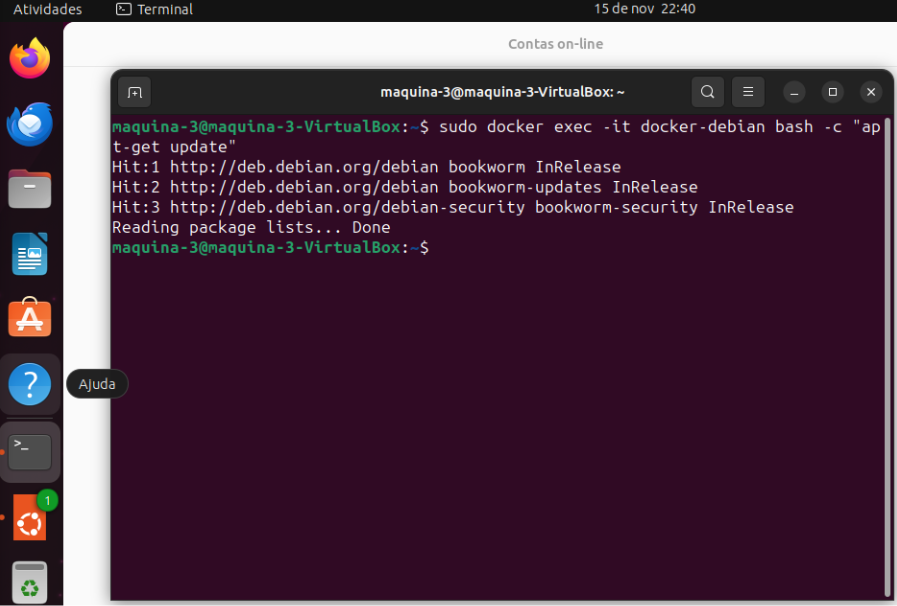 Atividades
Terminal
15 de nov 22:40
Contas on-line
maquina-3@maquina-3-VirtualBox: ~
maquina-3@maquina-3-VirtualBox:~$ sudo docker exec -it docker-debian bash -c "ap
t-get update"
Hit:1 http://deb.debian.org/debian bookworm InRelease
Hit:2 http://deb.debian.org/debian bookworm-updates InRelease
Hit:3 http://deb.debian.org/debian-security bookworm-security InRelease
Reading package lists... Done
maquina-3@maquina-3-VirtualBox:~$
Ajuda
>_
1